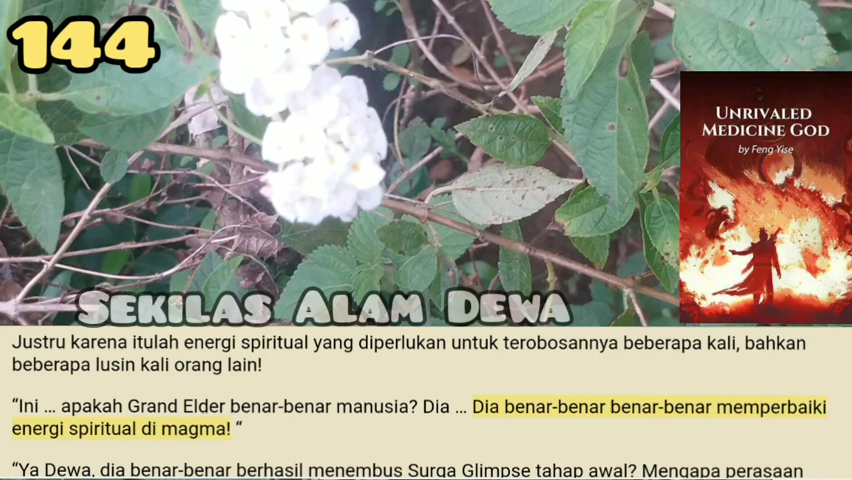 144
UNRIVALED
MEDICINE GOD
by Feng Yise
SEKILAS ALAM DEWA
Justru karena itulah energi spiritual yang diperlukan untuk terobosannya beberapa kali, bahkan
beberapa lusin kali orang lain!
“Ini ... apakah Grand Elder benar-benar manusia? Dia ... Dia benar-benar benar-benar memperbaiki
energi spiritual di magma! “
“Ya Dewa, dia benar-benar berhasil menembus Surga Glimpse tahap awal? Mengapa perasaan